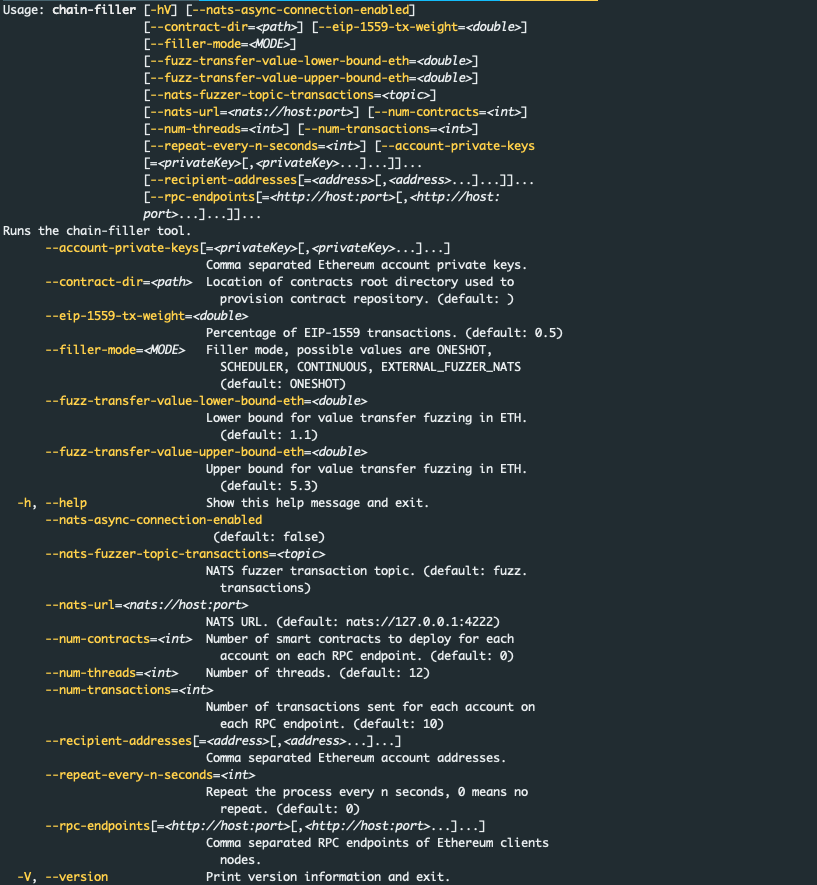 Usage: chain-filler [-hV] [--nats-async-connection-enabled]
[--contract-dir=<path>] [--eip-1559-tx-weight=<double>]
[--filler-mode=<MODE>]
[--fuzz-transfer-value-lower-bound-eth=<double>]
[--fuzz-transfer-value-upper-bound-eth=<double>]
[--nats-fuzzer-topic-transactions=<topic>]
[--nats-url=<nats://host:port>] [--num-contracts=<int>]
[--num-threads=<int>] [--num-transactions=<int>]
[--repeat-every-n-seconds=<int>] [--account-private-keys
[=<privateKey>[,<privateKey>...]...]]...
[--recipient-addresses[=<address>[,<address>...]...]]...
[--rpc-endpoints[=<http://host:port>[,<http://host:
port>...]...]]...
Runs the chain-filler tool.
--account-private-keys[=<privateKey>[,<privateKey>...]...]
Comma separated Ethereum account private keys.
--contract-dir=<path> Location of contracts root directory used to
provision contract repository. (default: )
--eip-1559-tx-weight=<double>
Percentage of EIP-1559 transactions. (default: 0.5)
--filler-mode=<MODE> Filler mode, possible values are ONESHOT,
SCHEDULER, CONTINUOUS, EXTERNAL_FUZZER_NATS
(default: ONESHOT)
--fuzz-transfer-value-lower-bound-eth=<double>
Lower bound for value transfer fuzzing in ETH.
(default: 1.1)
--fuzz-transfer-value-upper-bound-eth=<double>
Upper bound for value transfer fuzzing in ETH.
(default: 5.3)
-h, --help Show this help message and exit.
--nats-async-connection-enabled
(default: false)
--nats-fuzzer-topic-transactions=<topic>
NATS fuzzer transaction topic. (default: fuzz.
transactions)
--nats-url=<nats://host:port>
NATS URL. (default: nats://127.0.0.1:4222)
--num-contracts=<int> Number of smart contracts to deploy for each
account on each RPC endpoint. (default: 0)
--num-threads=<int> Number of threads. (default: 12)
--num-transactions=<int>
Number of transactions sent for each account on
each RPC endpoint. (default: 10)
--recipient-addresses[=<address>[,<address>...]...]
Comma separated Ethereum account addresses.
--repeat-every-n-seconds=<int>
Repeat the process every n seconds, 0 means no
repeat. (default: 0)
--rpc-endpoints[=<http://host:port>[,<http://host:port>...]...]
Comma separated RPC endpoints of Ethereum clients
nodes.
-V, --version Print version information and exit.